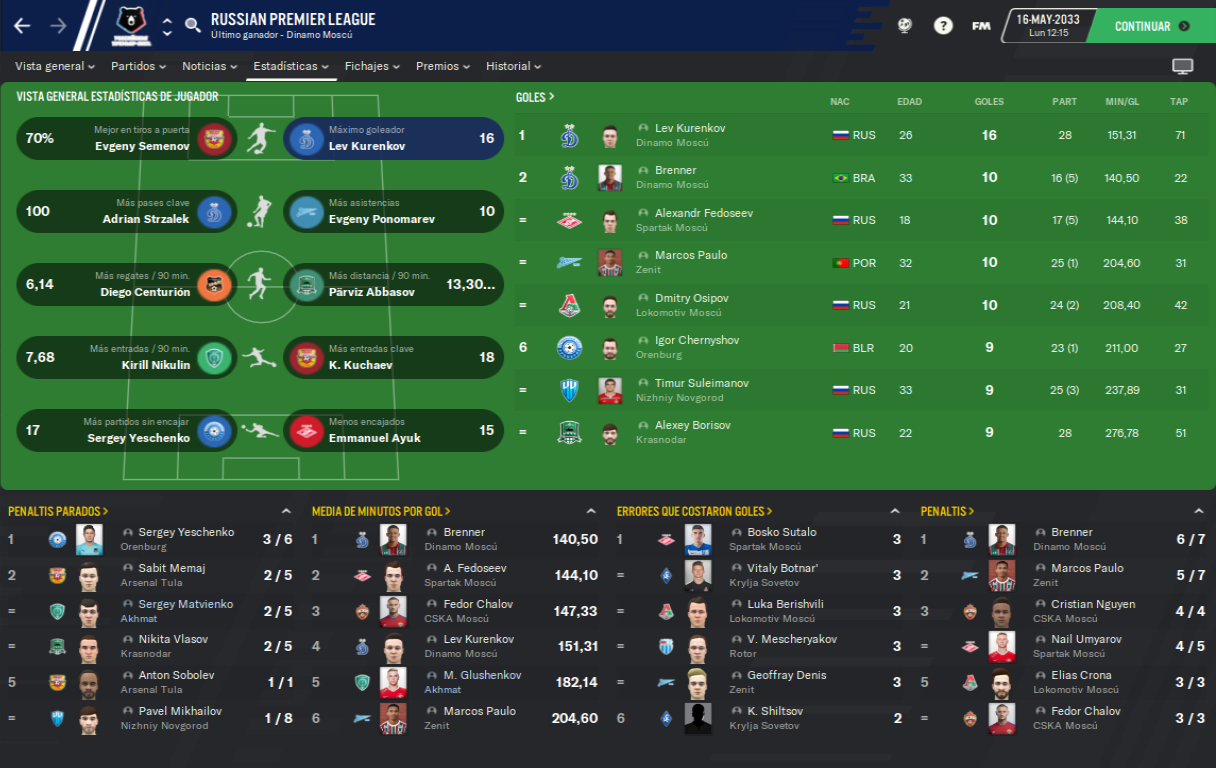 RUSSIAN PREMIER LEAGUE
Último ganador - Dinamo Moscú
?
FM
16-MAY-2033
Lun 12:15
CONTINUAR
Vista general Partidos Noticias Estadísticas Fichajes Premios Historial
VISTA GENERAL ESTADÍSTICAS DE JUGADOR
70% Mejor en tiros a puerta
Evgeny Semenov
Máximo goleador
Lev Kurenkov 16
100 Más pases clave
Adrian Strzalek
Más asistencias
Evgeny Ponomarev 10
6,14 Más regates / 90 min.
Diego Centurión
Más distancia / 90 min.
Pärviz Abbasov 13,30...
7,68 Más entradas / 90 min.
Kirill Nikulin
Más entradas clave
K. Kuchaev 18
17 Más partidos sin encajar
Sergey Yeschenko
Menos encajados
Emmanuel Ayuk 15
GOLES > NAC EDAD GOLES PART MIN/GL TAP
1 Lev Kurenkov RUS 26 16 28 151,31 71
Dinamo Moscú
2 Brenner BRA 33 10 16 (5) 140,50 22
Dinamo Moscú
= Alexandr Fedoseev RUS 18 10 17 (5) 144,10 38
Spartak Moscú
= Marcos Paulo POR 32 10 25 (1) 204,60 31
Zenit
= Dmitry Osipov RUS 21 10 24 (2) 208,40 42
Lokomotiv Moscú
6 Igor Chernyshov BLR 20 9 23 (1) 211,00 27
Orenburg
= Timur Suleimanov RUS 33 9 25 (3) 237,89 31
Nizhniy Novgorod
= Alexey Borisov RUS 22 9 28 276,78 51
Krasnodar
PENALTIS PARADOS >
1 Sergey Yeschenko 3 / 6
Orenburg
2 Sabit Memaj 2 / 5
Arsenal Tula
= Sergey Matvienko 2 / 5
Akhmat
= Nikita Vlasov 2 / 5
Krasnodar
5 Anton Sobolev 1 / 1
Arsenal Tula
= Pavel Mikhailov 1 / 8
Nizhniy Novgorod
MEDIA DE MINUTOS POR GOL >
1 Brenner 140,50
Dinamo Moscú
2 A. Fedoseev 144,10
Spartak Moscú
3 Fedor Chalov 147,33
CSKA Moscú
4 Lev Kurenkov 151,31
Dinamo Moscú
5 M. Glushenkov 182,14
Akhmat
6 Marcos Paulo 204,60
Zenit
ERRORES QUE COSTARON GOLES >
1 Bosko Sutalo 3
Spartak Moscú
= Vitaly Botnar' 3
Krylja Sovetov
= Luka Berishvili 3
Lokomotiv Moscú
= V. Mescheryakov 3
Rotor
= Geoffray Denis 3
Zenit
6 K. Shiltsov 2
Krylja Sovetov
PENALTIS >
1 Brenner 6 / 7
Dinamo Moscú
2 Marcos Paulo 5 / 7
Zenit
3 Cristian Nguyen 4 / 4
CSKA Moscú
= Nail Umyarov 4 / 5
Spartak Moscú
5 Elias Crona 3 / 3
Lokomotiv Moscú
= Fedor Chalov 3 / 3
CSKA Moscú